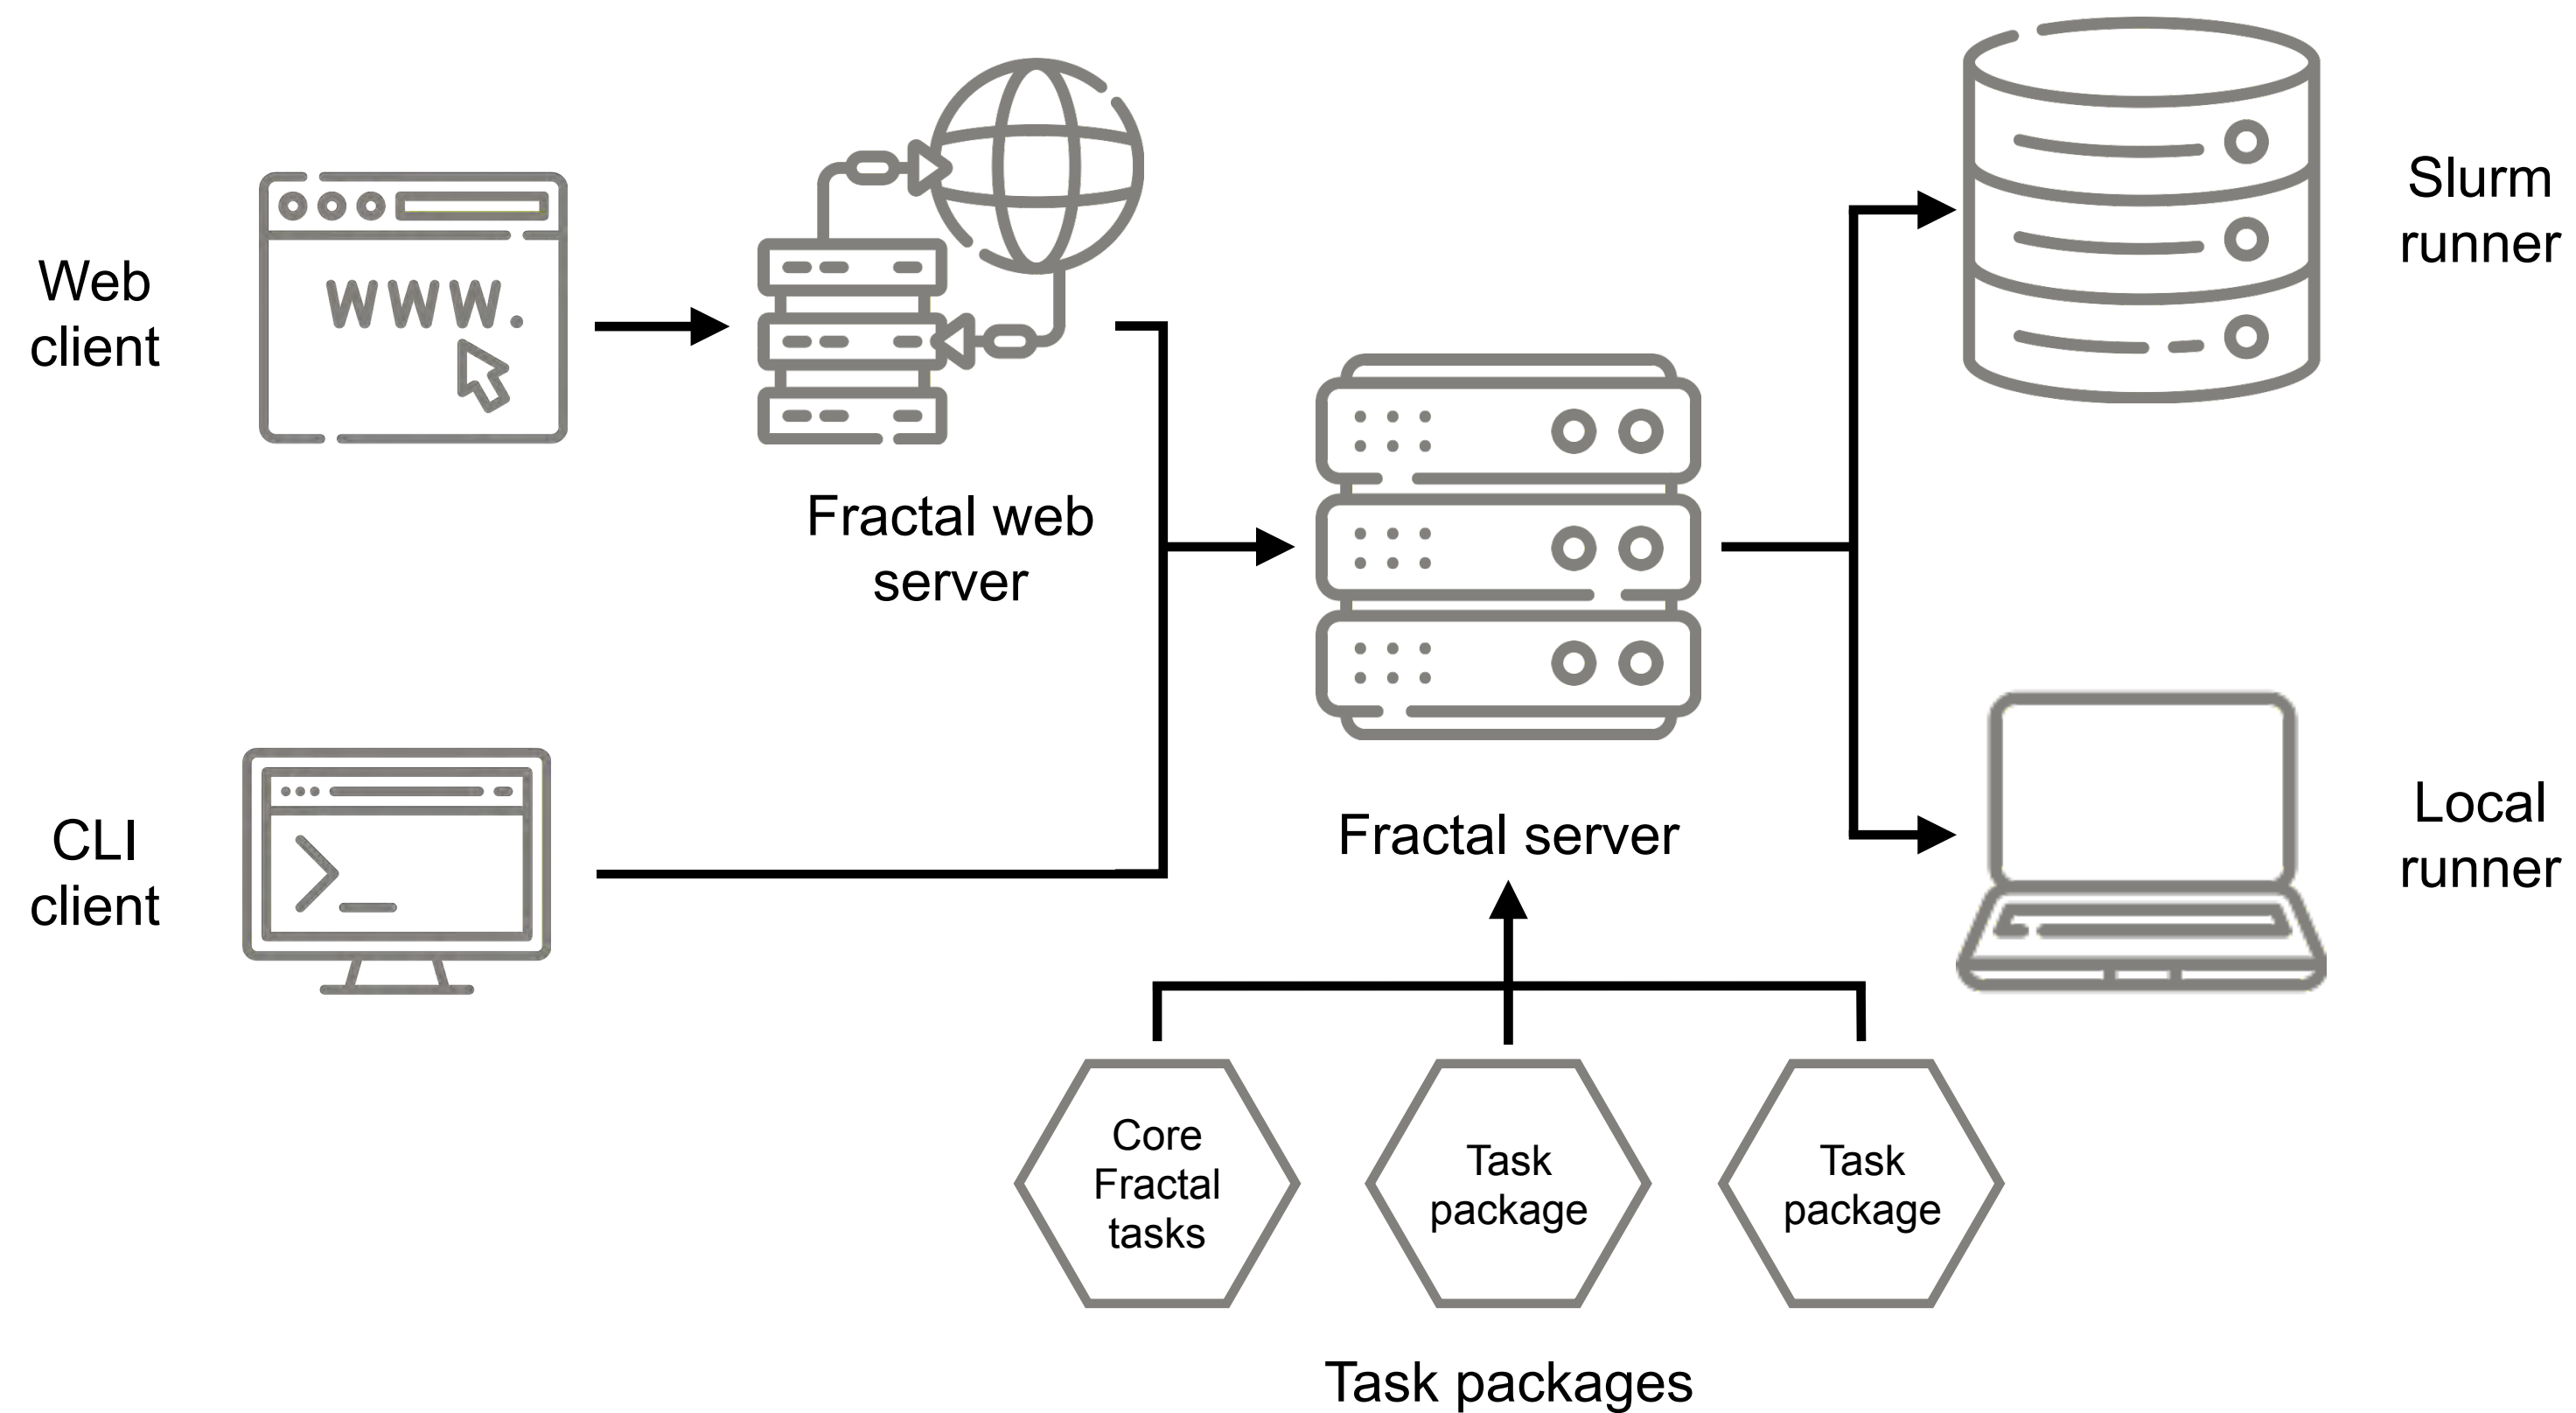 Web
client
WWW.
Fractal web
server
Slurm
runner
CLI
client
>_
Fractal server
Local
runner
Core
Fractal
tasks
Task
package
Task
package
Task packages